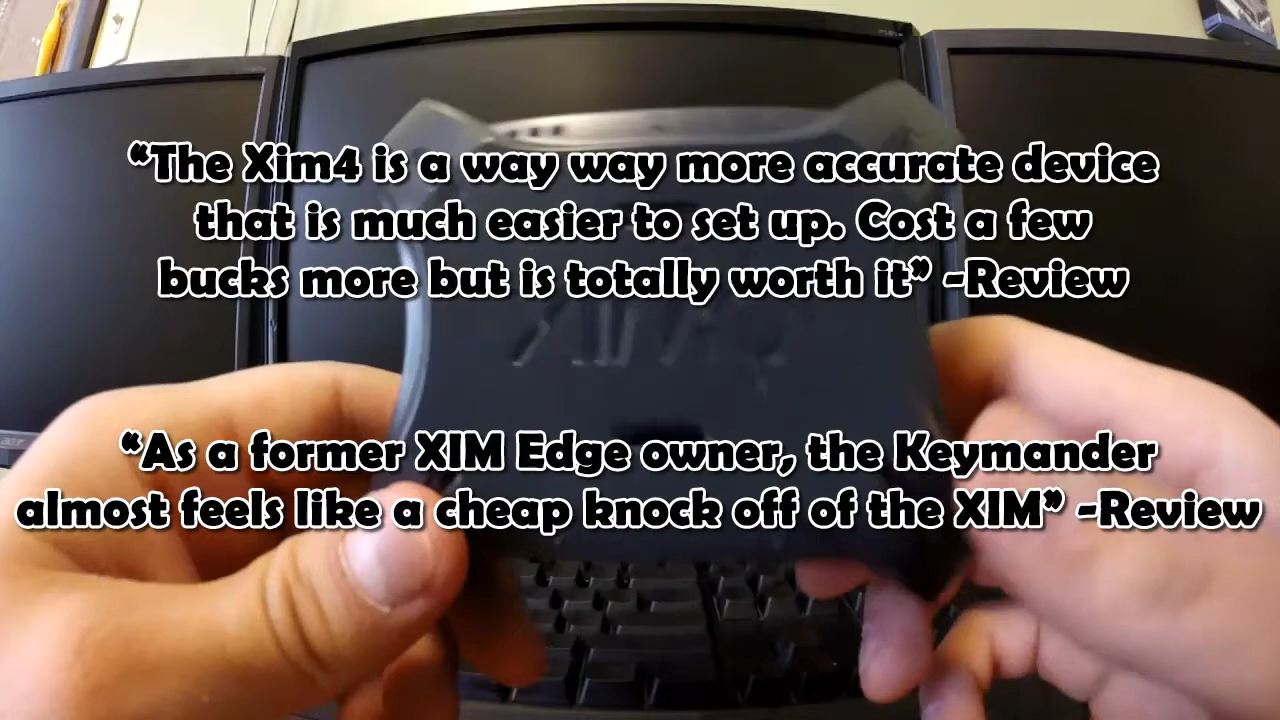 “The Xim4 is a way way more accurate device
that is much easier to set up. Cost a few
bucks more but is totally worth it” -Review
“As a former XIM Edge owner, the Keymander
almost feels like a cheap knock off of the XIM” -Review
acer